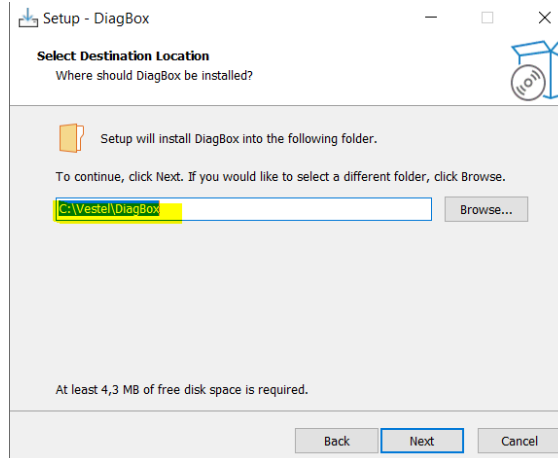 Setup - DiagBox
Select Destination Location
Where should DiagBox be installed?
Setup will install DiagBox into the following folder.
To continue, click Next. If you would like to select a different folder, click Browse.
C:\Vestel\DiagBox
Browse...
At least 4,3 MB of free disk space is required.
Back
Next
Cancel